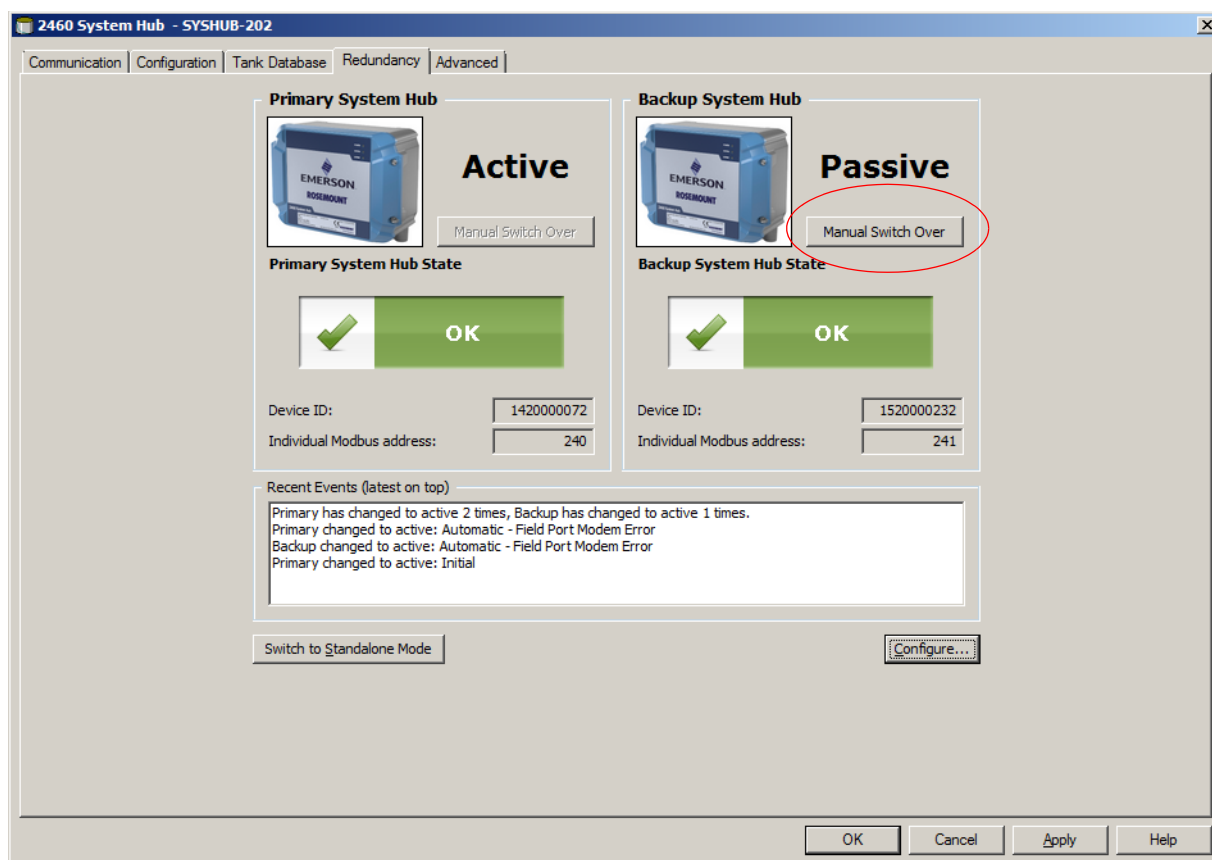 2460 System Hub - SYSHUB-202
Communication Configuration Tank Database Redundancy Advanced
Primary System Hub
EMERSON
ROSEMOUNT
Active
Manual Switch Over
Primary System Hub State
OK
Device ID: 1420000072
Individual Modbus address: 240
Backup System Hub
EMERSON
ROSEMOUNT
Passive
Manual Switch Over
Backup System Hub State
OK
Device ID: 1520000232
Individual Modbus address: 241
Recent Events (latest on top)
Primary has changed to active 2 times, Backup has changed to active 1 times.
Primary changed to active: Automatic - Field Port Modem Error
Backup changed to active: Automatic - Field Port Modem Error
Primary changed to active: Initial
Switch to Standalone Mode Configure...
OK Cancel Apply Help